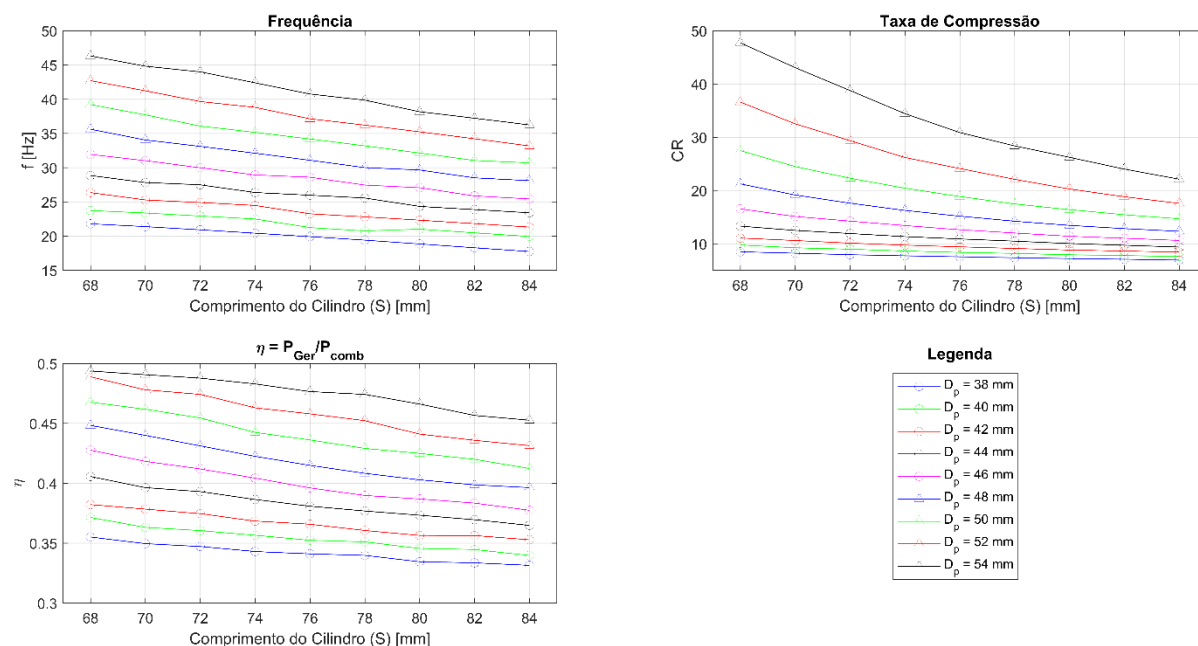 Frequência
50
45
40
35
30
25
20
15
f [Hz]
68 70 72 74 76 78 80 82 84
Comprimento do Cilindro (S) [mm]
Taxa de Compressão
50
40
30
20
10
CR
68 70 72 74 76 78 80 82 84
Comprimento do Cilindro (S) [mm]
η = P_Ger/P_comb
0.5
0.45
0.4
0.35
0.3
η
68 70 72 74 76 78 80 82 84
Comprimento do Cilindro (S) [mm]
Legenda
D_p = 38 mm
D_p = 40 mm
D_p = 42 mm
D_p = 44 mm
D_p = 46 mm
D_p = 48 mm
D_p = 50 mm
D_p = 52 mm
D_p = 54 mm